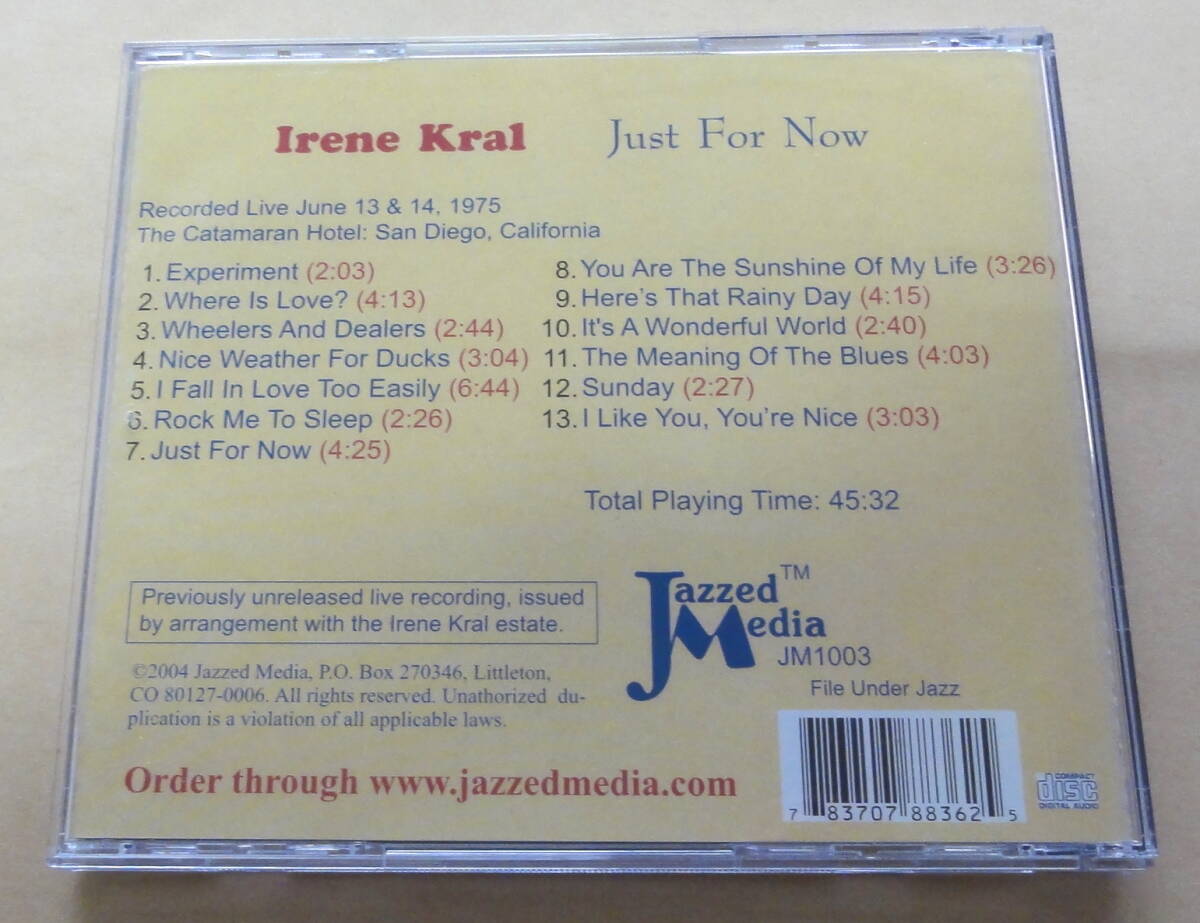 Irene Kral Just For Now
Recorded Live June 13 & 14, 1975
The Catamaran Hotel: San Diego, California
1. Experiment (2:03)
2. Where Is Love? (4:13)
3. Wheelers And Dealers (2:44)
4. Nice Weather For Ducks (3:04)
5. I Fall In Love Too Easily (6:44)
6. Rock Me To Sleep (2:26)
7. Just For Now (4:25)
8. You Are The Sunshine Of My Life (3:26)
9. Here's That Rainy Day (4:15)
10. It's A Wonderful World (2:40)
11. The Meaning Of The Blues (4:03)
12. Sunday (2:27)
13. I Like You, You're Nice (3:03)
Total Playing Time: 45:32
Previously unreleased live recording, issued
by arrangement with the Irene Kral estate.
©2004 Jazzed Media, P.O. Box 270346, Littleton,
CO 80127-0006. All rights reserved. Unathorized du-
plication is a violation of all applicable laws.
Order through www.jazzedmedia.com
Jazzed TM
Media
JM1003
File Under Jazz
7 83707 88362 5
COMPACT
disc
DIGITAL AUDIO